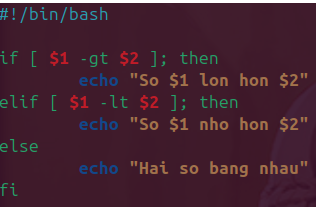 #!/bin/bash
if [ $1 -gt $2 ]; then
echo "So $1 lon hon $2"
elif [ $1 -lt $2 ]; then
echo "So $1 nho hon $2"
else
echo "Hai so bang nhau"
fi